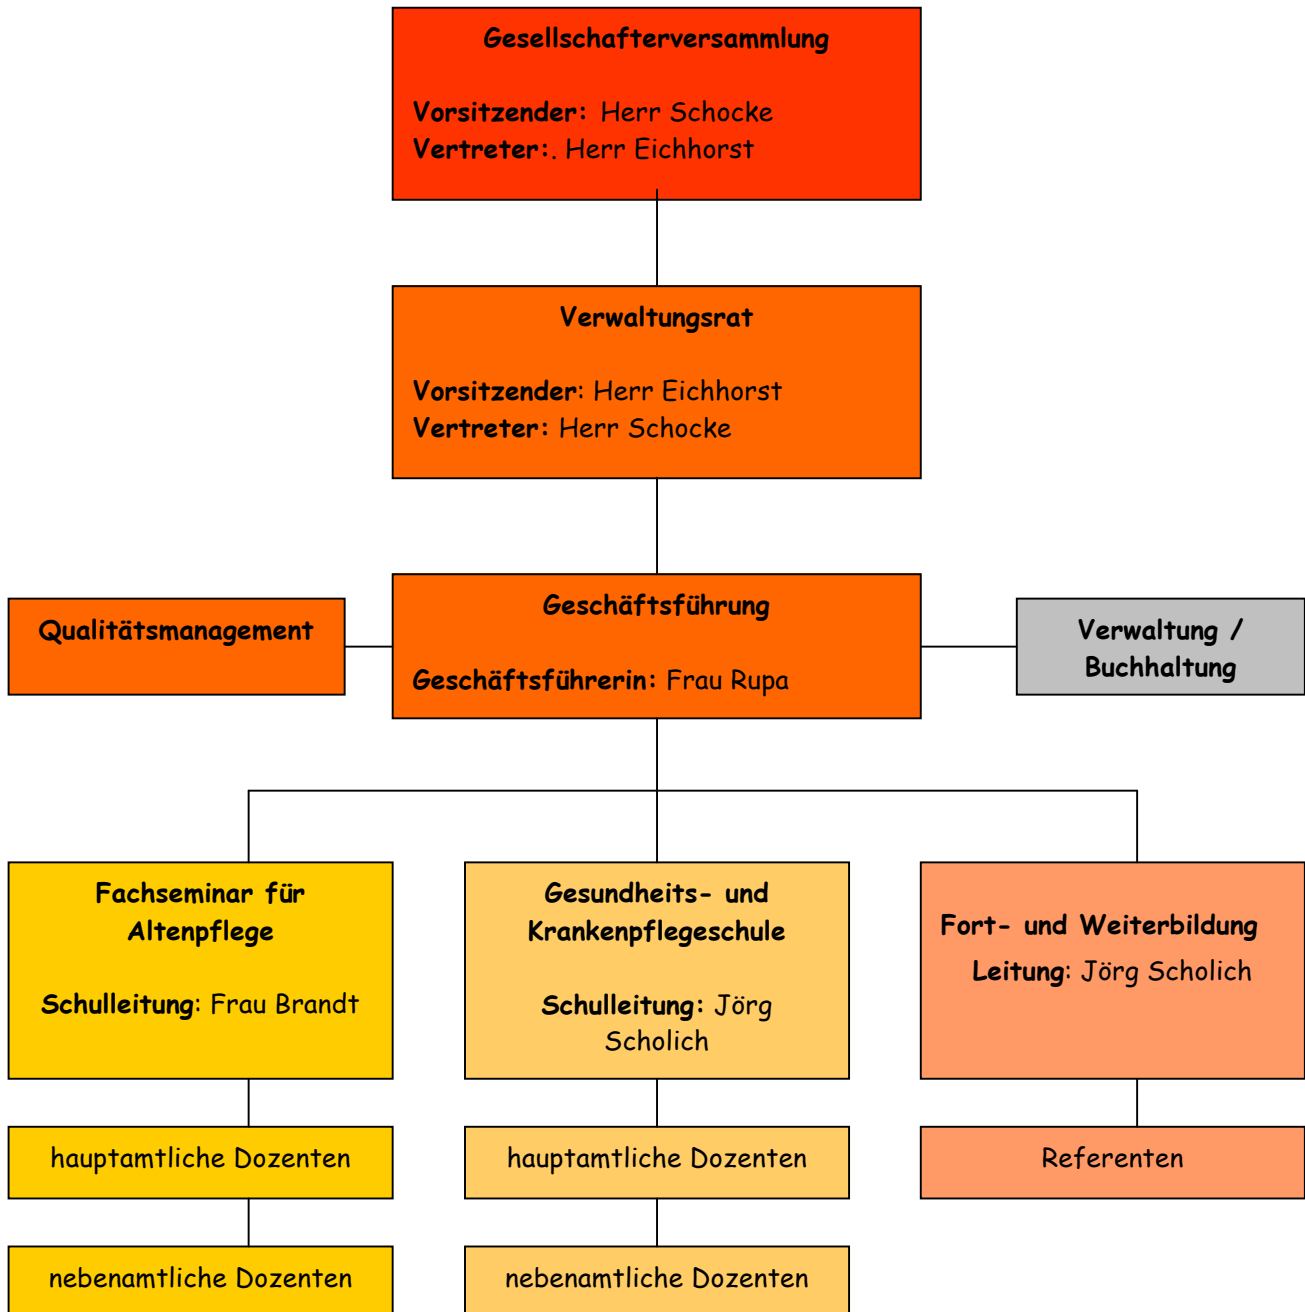 Gesellschafterversammlung
Vorsitzender: Herr Schocke
Vertreter:. Herr Eichhorst
Verwaltungsrat
Vorsitzender: Herr Eichhorst
Vertreter: Herr Schocke
Qualitätsmanagement
Geschäftsführung
Geschäftsführerin: Frau Rupa
Verwaltung /
Buchhaltung
Fachseminar für
Altenpflege
Schulleitung: Frau Brandt
Gesundheits- und
Krankenpflegeschule
Schulleitung: Jörg
Scholich
Fort- und Weiterbildung
Leitung: Jörg Scholich
hauptamtliche Dozenten
hauptamtliche Dozenten
Referenten
nebenamtliche Dozenten
nebenamtliche Dozenten